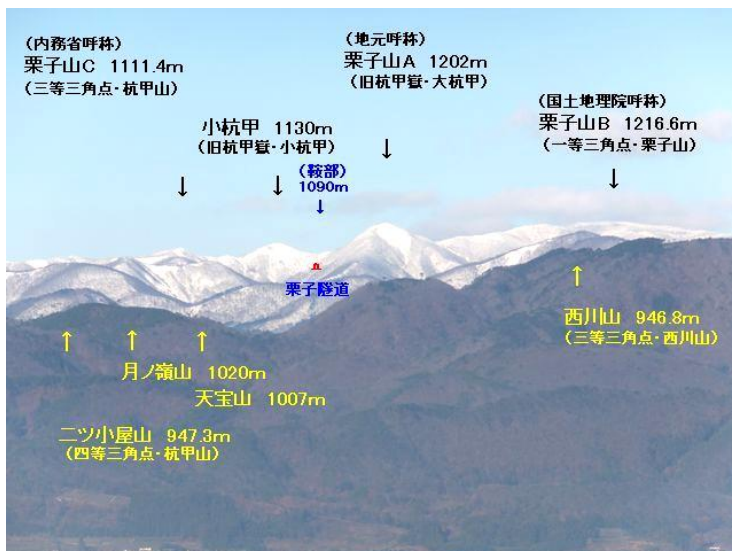 (内務省呼称)
栗子山C 1111.4m
(三等三角点・杭甲山)
(地元呼称)
栗子山A 1202m
(旧杭甲嶽・大杭甲)
(国土地理院呼称)
栗子山B 1216.6m
(一等三角点・栗子山)
小杭甲 1130m
(旧杭甲嶽・小杭甲)
(鞍部)
1090m
↓
↓
↓
↓
↓
栗子隧道
↑
西川山 946.8m
(三等三角点・西川山)
↑
↑
↑
月ノ嶺山 1020m
天宝山 1007m
二ツ小屋山 947.3m
(四等三角点・杭甲山)